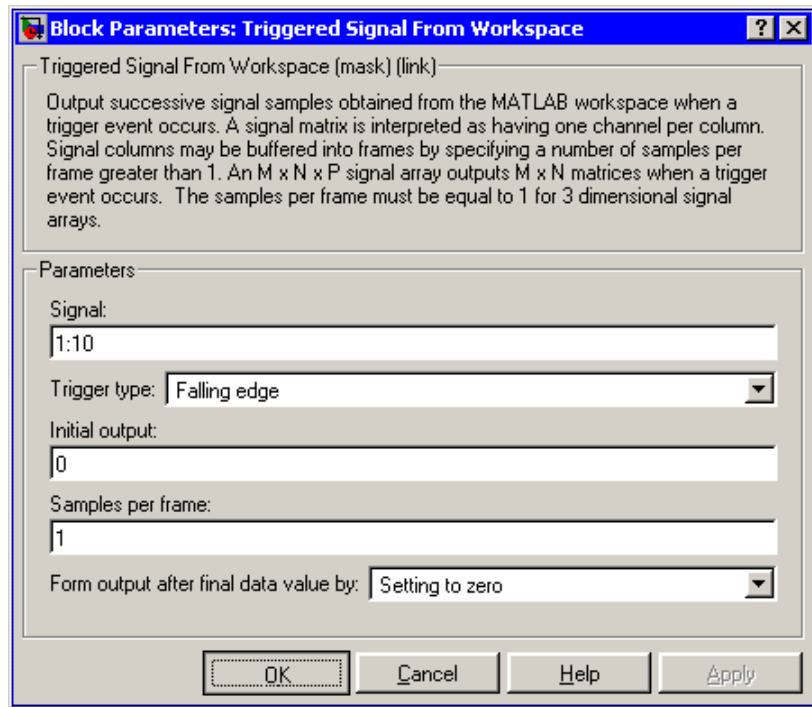 Block Parameters: Triggered Signal From Workspace
Triggered Signal From Workspace (mask) (link)
Output successive signal samples obtained from the MATLAB workspace when a
trigger event occurs. A signal matrix is interpreted as having one channel per column.
Signal columns may be buffered into frames by specifying a number of samples per
frame greater than 1. An M x N x P signal array outputs M x N matrices when a trigger
event occurs.  The samples per frame must be equal to 1 for 3 dimensional signal
arrays.
Parameters
Signal:
1:10
Trigger type: Falling edge
Initial output:
0
Samples per frame:
1
Form output after final data value by: Setting to zero
OK Cancel Help Apply